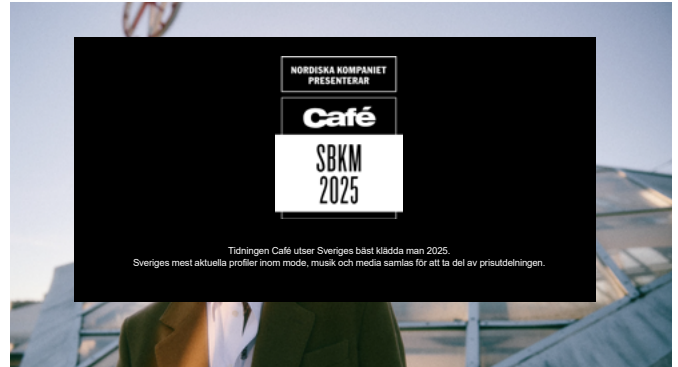 NORDISKA KOMPANIET
PRESENTERAR
Café
SBKM
2025
Tidningen Café utser Sveriges bäst klädda man 2025.
Sveriges mest aktuella profiler inom mode, musik och media samlas för att ta del av prisutdelningen.